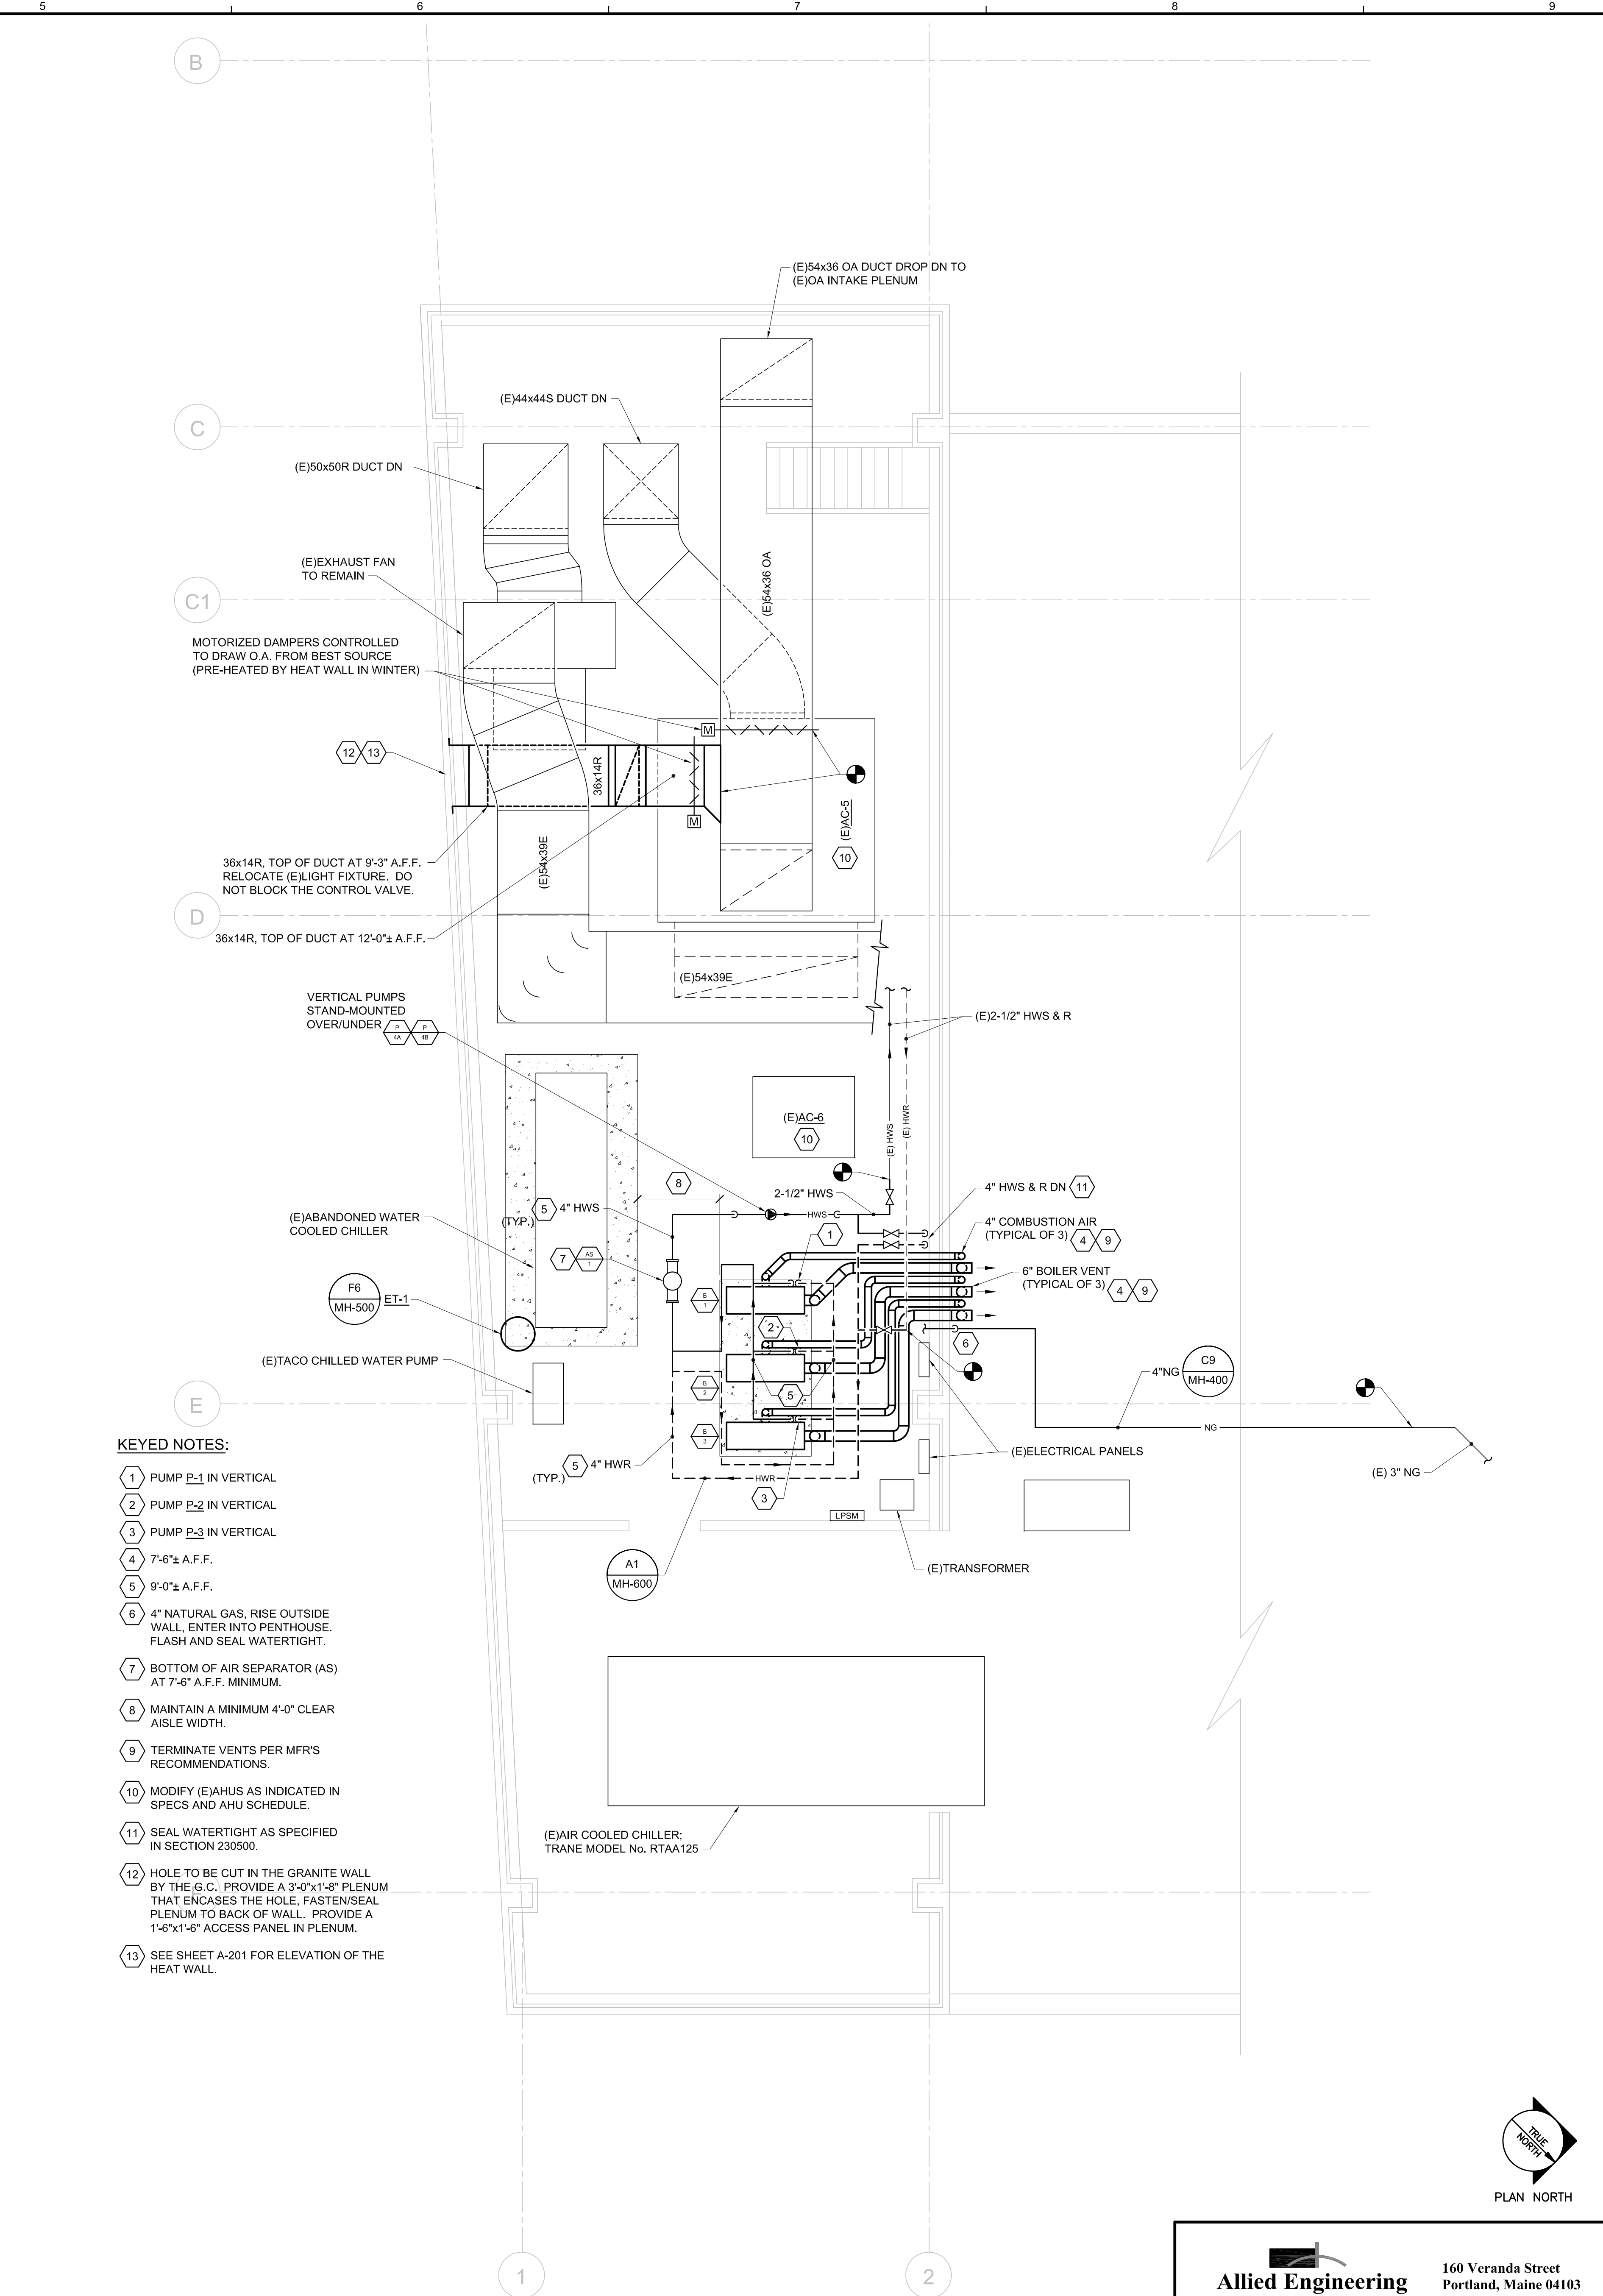 5
6
7
8
9
B
(E)54x36 OA DUCT DROP DN TO
(E)OA INTAKE PLENUM
(E)44x44S DUCT DN
C
(E)50x50R DUCT DN
(E)EXHAUST FAN
TO REMAIN
(E)54x36 OA
C1
MOTORIZED DAMPERS CONTROLLED
TO DRAW O.A. FROM BEST SOURCE
(PRE-HEATED BY HEAT WALL IN WINTER)
M
12
13
36x14R
M
(E)AC-5
10
36x14R, TOP OF DUCT AT 9'-3" A.F.F.
RELOCATE (E)LIGHT FIXTURE. DO
NOT BLOCK THE CONTROL VALVE.
(E)54x39E
D
36x14R, TOP OF DUCT AT 12'-0"± A.F.F.
(E)54x39E
VERTICAL PUMPS
STAND-MOUNTED
OVER/UNDER
P
4A
P
4B
(E)2-1/2" HWS & R
(E)AC-6
10
(E) HWS
(E) HWR
8
2-1/2" HWS
4" HWS & R DN
11
(E)ABANDONED WATER
COOLED CHILLER
(TYP.)
5
4" HWS
HWS
4" COMBUSTION AIR
(TYPICAL OF 3)
4
9
1
7
AS
1
6" BOILER VENT
(TYPICAL OF 3)
4
9
F6
MH-500
ET-1
B
1
2
6
(E)TACO CHILLED WATER PUMP
B
2
5
4"NG
C9
MH-400
E
B
3
NG
(E)ELECTRICAL PANELS
(E) 3" NG
(TYP.)
5
4" HWR
HWR
3
LPSM
A1
MH-600
(E)TRANSFORMER
KEYED NOTES:
1 PUMP P-1 IN VERTICAL
2 PUMP P-2 IN VERTICAL
3 PUMP P-3 IN VERTICAL
4 7'-6"± A.F.F.
5 9'-0"± A.F.F.
6 4" NATURAL GAS, RISE OUTSIDE
WALL, ENTER INTO PENTHOUSE.
FLASH AND SEAL WATERTIGHT.
7 BOTTOM OF AIR SEPARATOR (AS)
AT 7'-6" A.F.F. MINIMUM.
8 MAINTAIN A MINIMUM 4'-0" CLEAR
AISLE WIDTH.
9 TERMINATE VENTS PER MFR'S
RECOMMENDATIONS.
10 MODIFY (E)AHUS AS INDICATED IN
SPECS AND AHU SCHEDULE.
11 SEAL WATERTIGHT AS SPECIFIED
IN SECTION 230500.
12 HOLE TO BE CUT IN THE GRANITE WALL
BY THE G.C. PROVIDE A 3'-0"x1'-8" PLENUM
THAT ENCASES THE HOLE, FASTEN/SEAL
PLENUM TO BACK OF WALL. PROVIDE A
1'-6"x1'-6" ACCESS PANEL IN PLENUM.
13 SEE SHEET A-201 FOR ELEVATION OF THE
HEAT WALL.
(E)AIR COOLED CHILLER;
TRANE MODEL No. RTAA125
TRUE
NORTH
PLAN NORTH
1
2
Allied Engineering
160 Veranda Street
Portland, Maine 04103